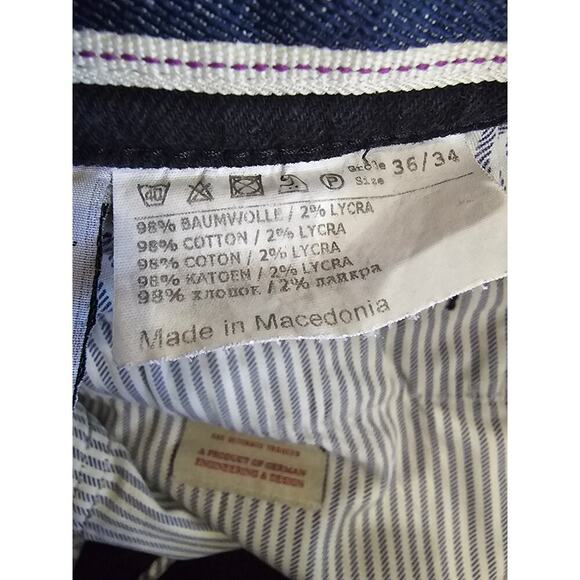 40 P Größe 36/34
Size
98% BAUMWOLLE / 2% LYCRA
98% COTTON / 2% LYCRA
98% COTON / 2% LYCRA
98% KATOEN / 2% LYCRA
98% хлопок / 2% лайкра
Made in Macedonia
A PRODUCT OF GERMAN
ENGINEERING & DESIGN